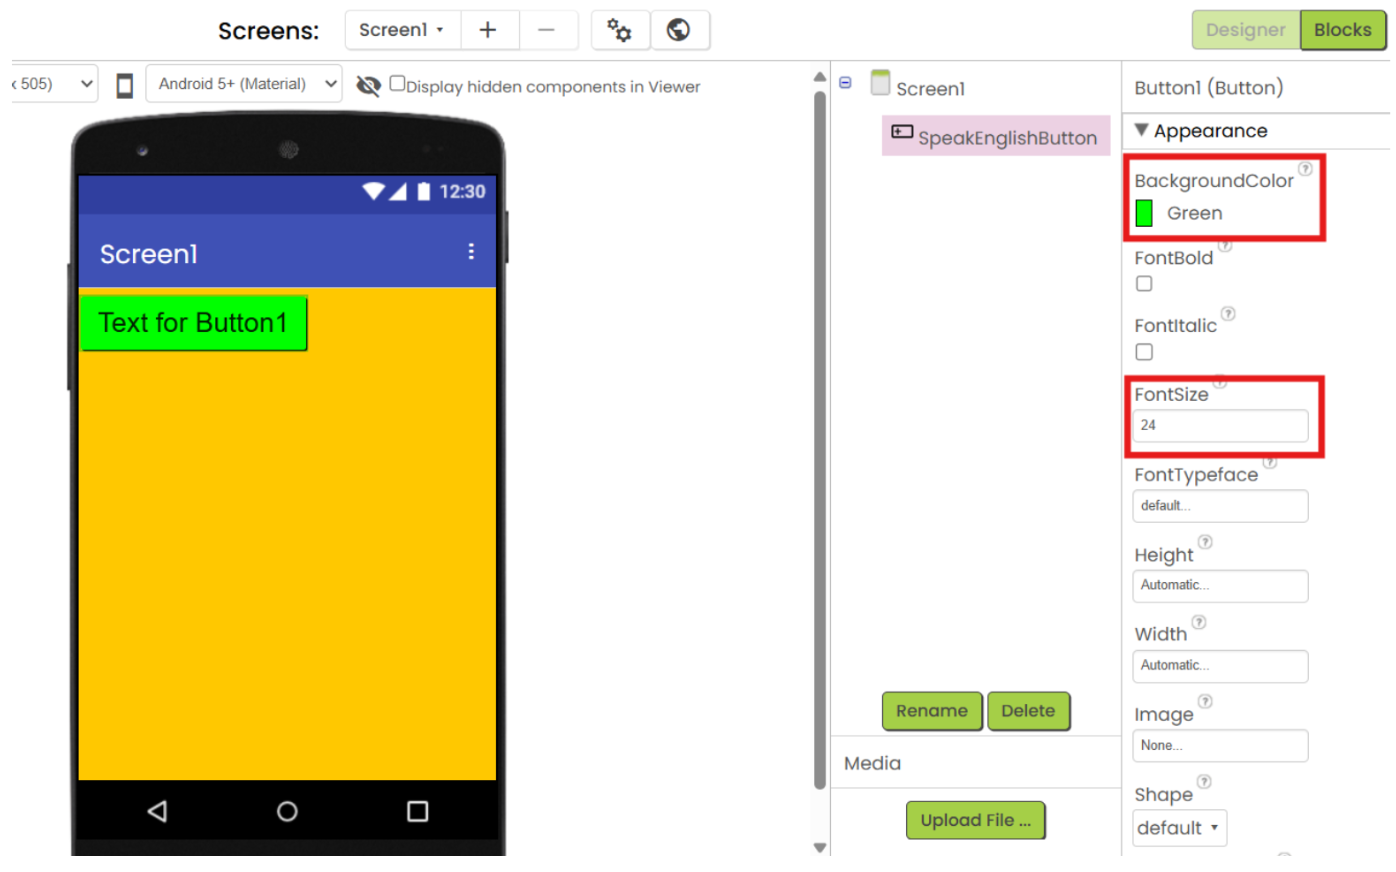 Screens:
Screen1
Designer
Blocks
x 505)
Android 5+ (Material)
Display hidden components in Viewer
12:30
Screen1
Text for Button1
Screen1
SpeakEnglishButton
Rename
Delete
Media
Upload File ...
Button1 (Button)
Appearance
BackgroundColor ?
Green
FontBold ?
FontItalic ?
FontSize ?
24
FontTypeface ?
default...
Height ?
Automatic...
Width ?
Automatic...
Image ?
None...
Shape ?
default